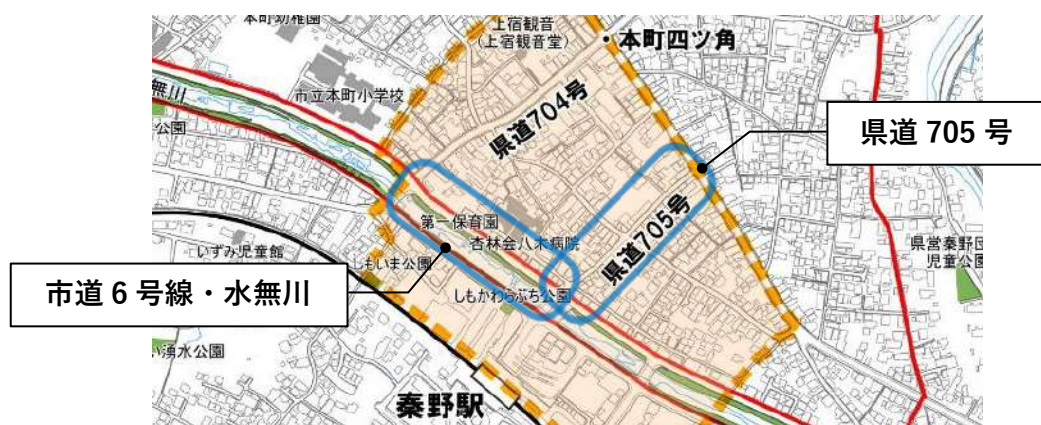 本町幼稚園
上宿観音
(上宿観音堂)
本町四ツ角
市立本町小学校
無川
公園
県道704号
県道 705 号
第一保育園
杏林会八木病院
県道705号
いずみ児童館
しもいま公園
市道 6 号線・水無川
しもかわらぶち公園
県営秦野団
児童公園
い湧水公園
秦野駅